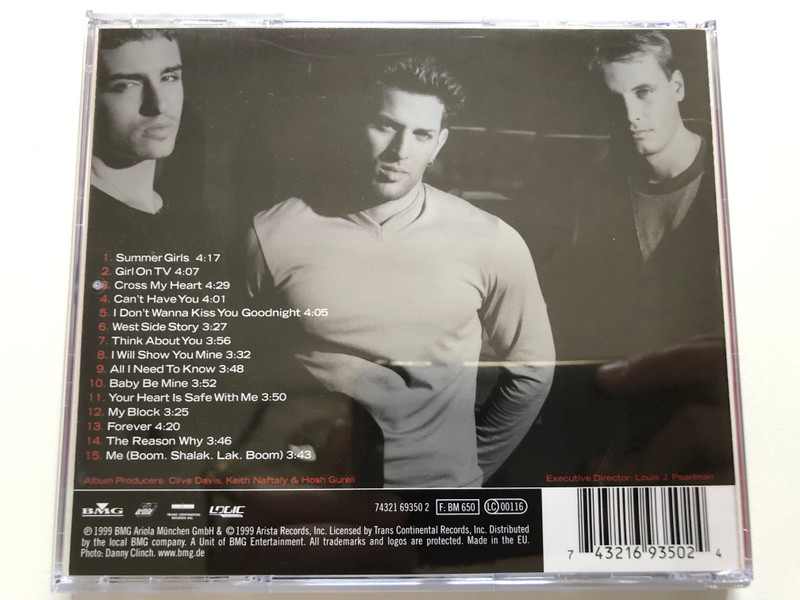 1. Summer Girls 4:17
2. Girl On TV 4:07
3. Cross My Heart 4:29
4. Can't Have You 4:01
5. I Don't Wanna Kiss You Goodnight 4:05
6. West Side Story 3:27
7. Think About You 3:56
8. I Will Show You Mine 3:32
9. All I Need To Know 3:48
10. Baby Be Mine 3:52
11. Your Heart Is Safe With Me 3:50
12. My Block 3:25
13. Forever 4:20
14. The Reason Why 3:46
15. Me (Boom. Shalak. Lak. Boom) 3:43
Album Producers: Clive Davis, Keith Naftaly & Hosh Gureli
Executive Director: Louis J. Pearlman
BMG
TRANS CONTINENTAL
RECORDS INC.
LOGIC
74321 69350 2
F: BM 650
LC 00116
℗ 1999 BMG Ariola München GmbH & © 1999 Arista Records, Inc. Licensed by Trans Continental Records, Inc. Distributed
by the local BMG company. A Unit of BMG Entertainment. All trademarks and logos are protected. Made in the EU.
Photo: Danny Clinch. www.bmg.de
7 43216 93502 4